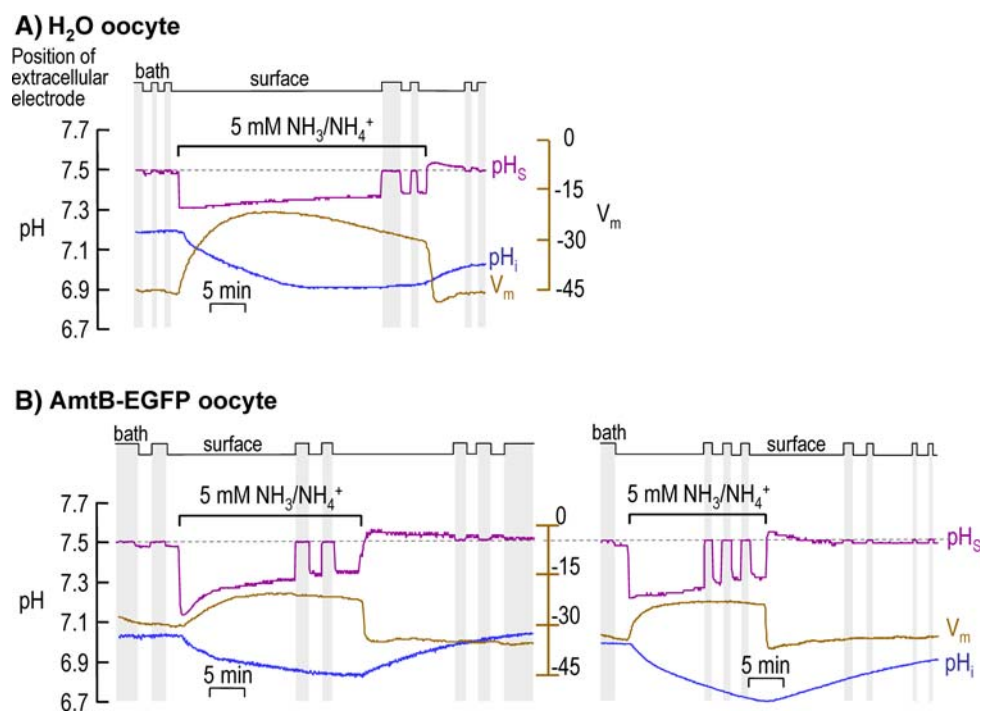 A) H₂O oocyte
Position of
extracellular
electrode
bath
surface
5 mM NH₃/NH₄⁺
7.7
7.5
7.3
7.1
6.9
6.7
pH
pHS
pHi
Vm
0
-15
-30
-45
Vm
5 min
B) AmtB-EGFP oocyte
bath
surface
5 mM NH₃/NH₄⁺
7.7
7.5
7.3
7.1
6.9
6.7
pH
5 min
0
-15
-30
-45
bath
surface
5 mM NH₃/NH₄⁺
pHS
Vm
pHi
5 min